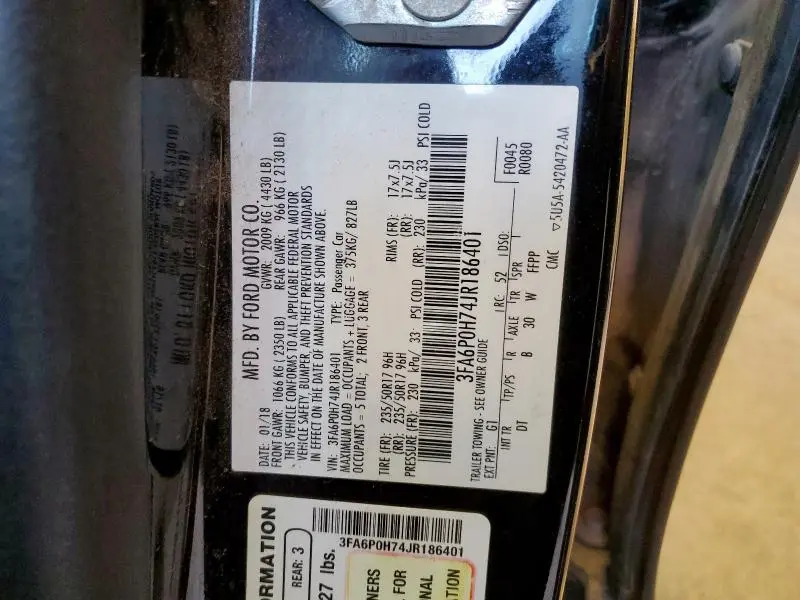 MFD. BY FORD MOTOR CO.
DATE: 01/18 GVWR: 2009 KG ( 4430 LB)
FRONT GAWR: 1066 KG ( 2350 LB) REAR GAWR: 966 KG ( 2130 LB)
THIS VEHICLE CONFORMS TO ALL APPLICABLE FEDERAL MOTOR
VEHICLE SAFETY, BUMPER, AND THEFT PREVENTION STANDARDS
IN EFFECT ON THE DATE OF MANUFACTURE SHOWN ABOVE.
VIN: 3FA6P0H74JR186401 TYPE: Passenger Car
MAXIMUM LOAD = OCCUPANTS + LUGGAGE = 375KG/ 827LB
OCCUPANTS = 5 TOTAL; 2 FRONT, 3 REAR
TIRE (FR): 235/50R17 96H RIMS (FR): 17x7.5J
(RR): 235/50R17 96H (RR): 17x7.5J
PRESSURE (FR): 230 kPa/ 33 PSI COLD (RR): 230 kPa/ 33 PSI COLD
3FA6P0H74JR186401
TRAILER TOWING - SEE OWNER GUIDE F0045
EXT PNT: G1 RC: 52 DSO: R0080
INT TR TP/PS R AXLE TR SPR
DT B 30 W FFPP
CMC ▽5U5A-5420472-AA
ORMATION
REAR: 3
3FA6P0H74JR186401
27 lbs.